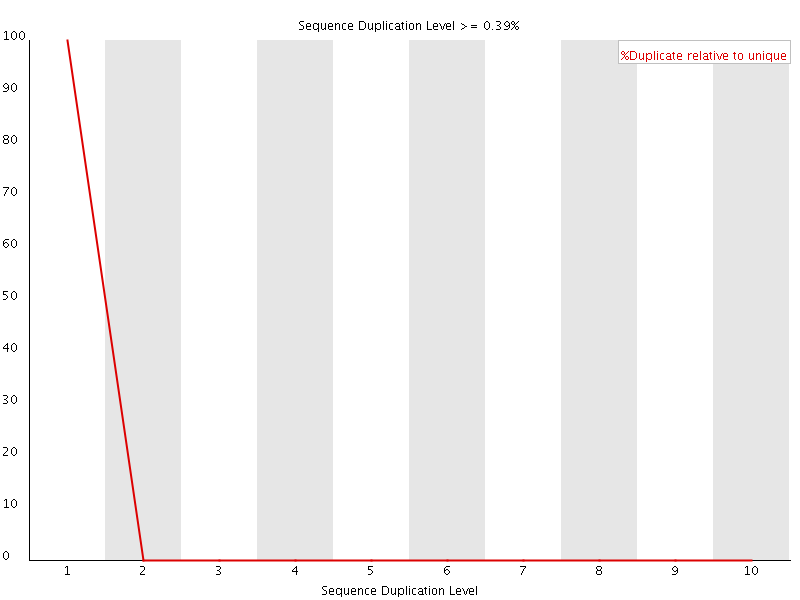 Sequence Duplication Level >= 0.39%
%Duplicate relative to unique
100
90
80
70
60
50
40
30
20
10
0
1 2 3 4 5 6 7 8 9 10
Sequence Duplication Level